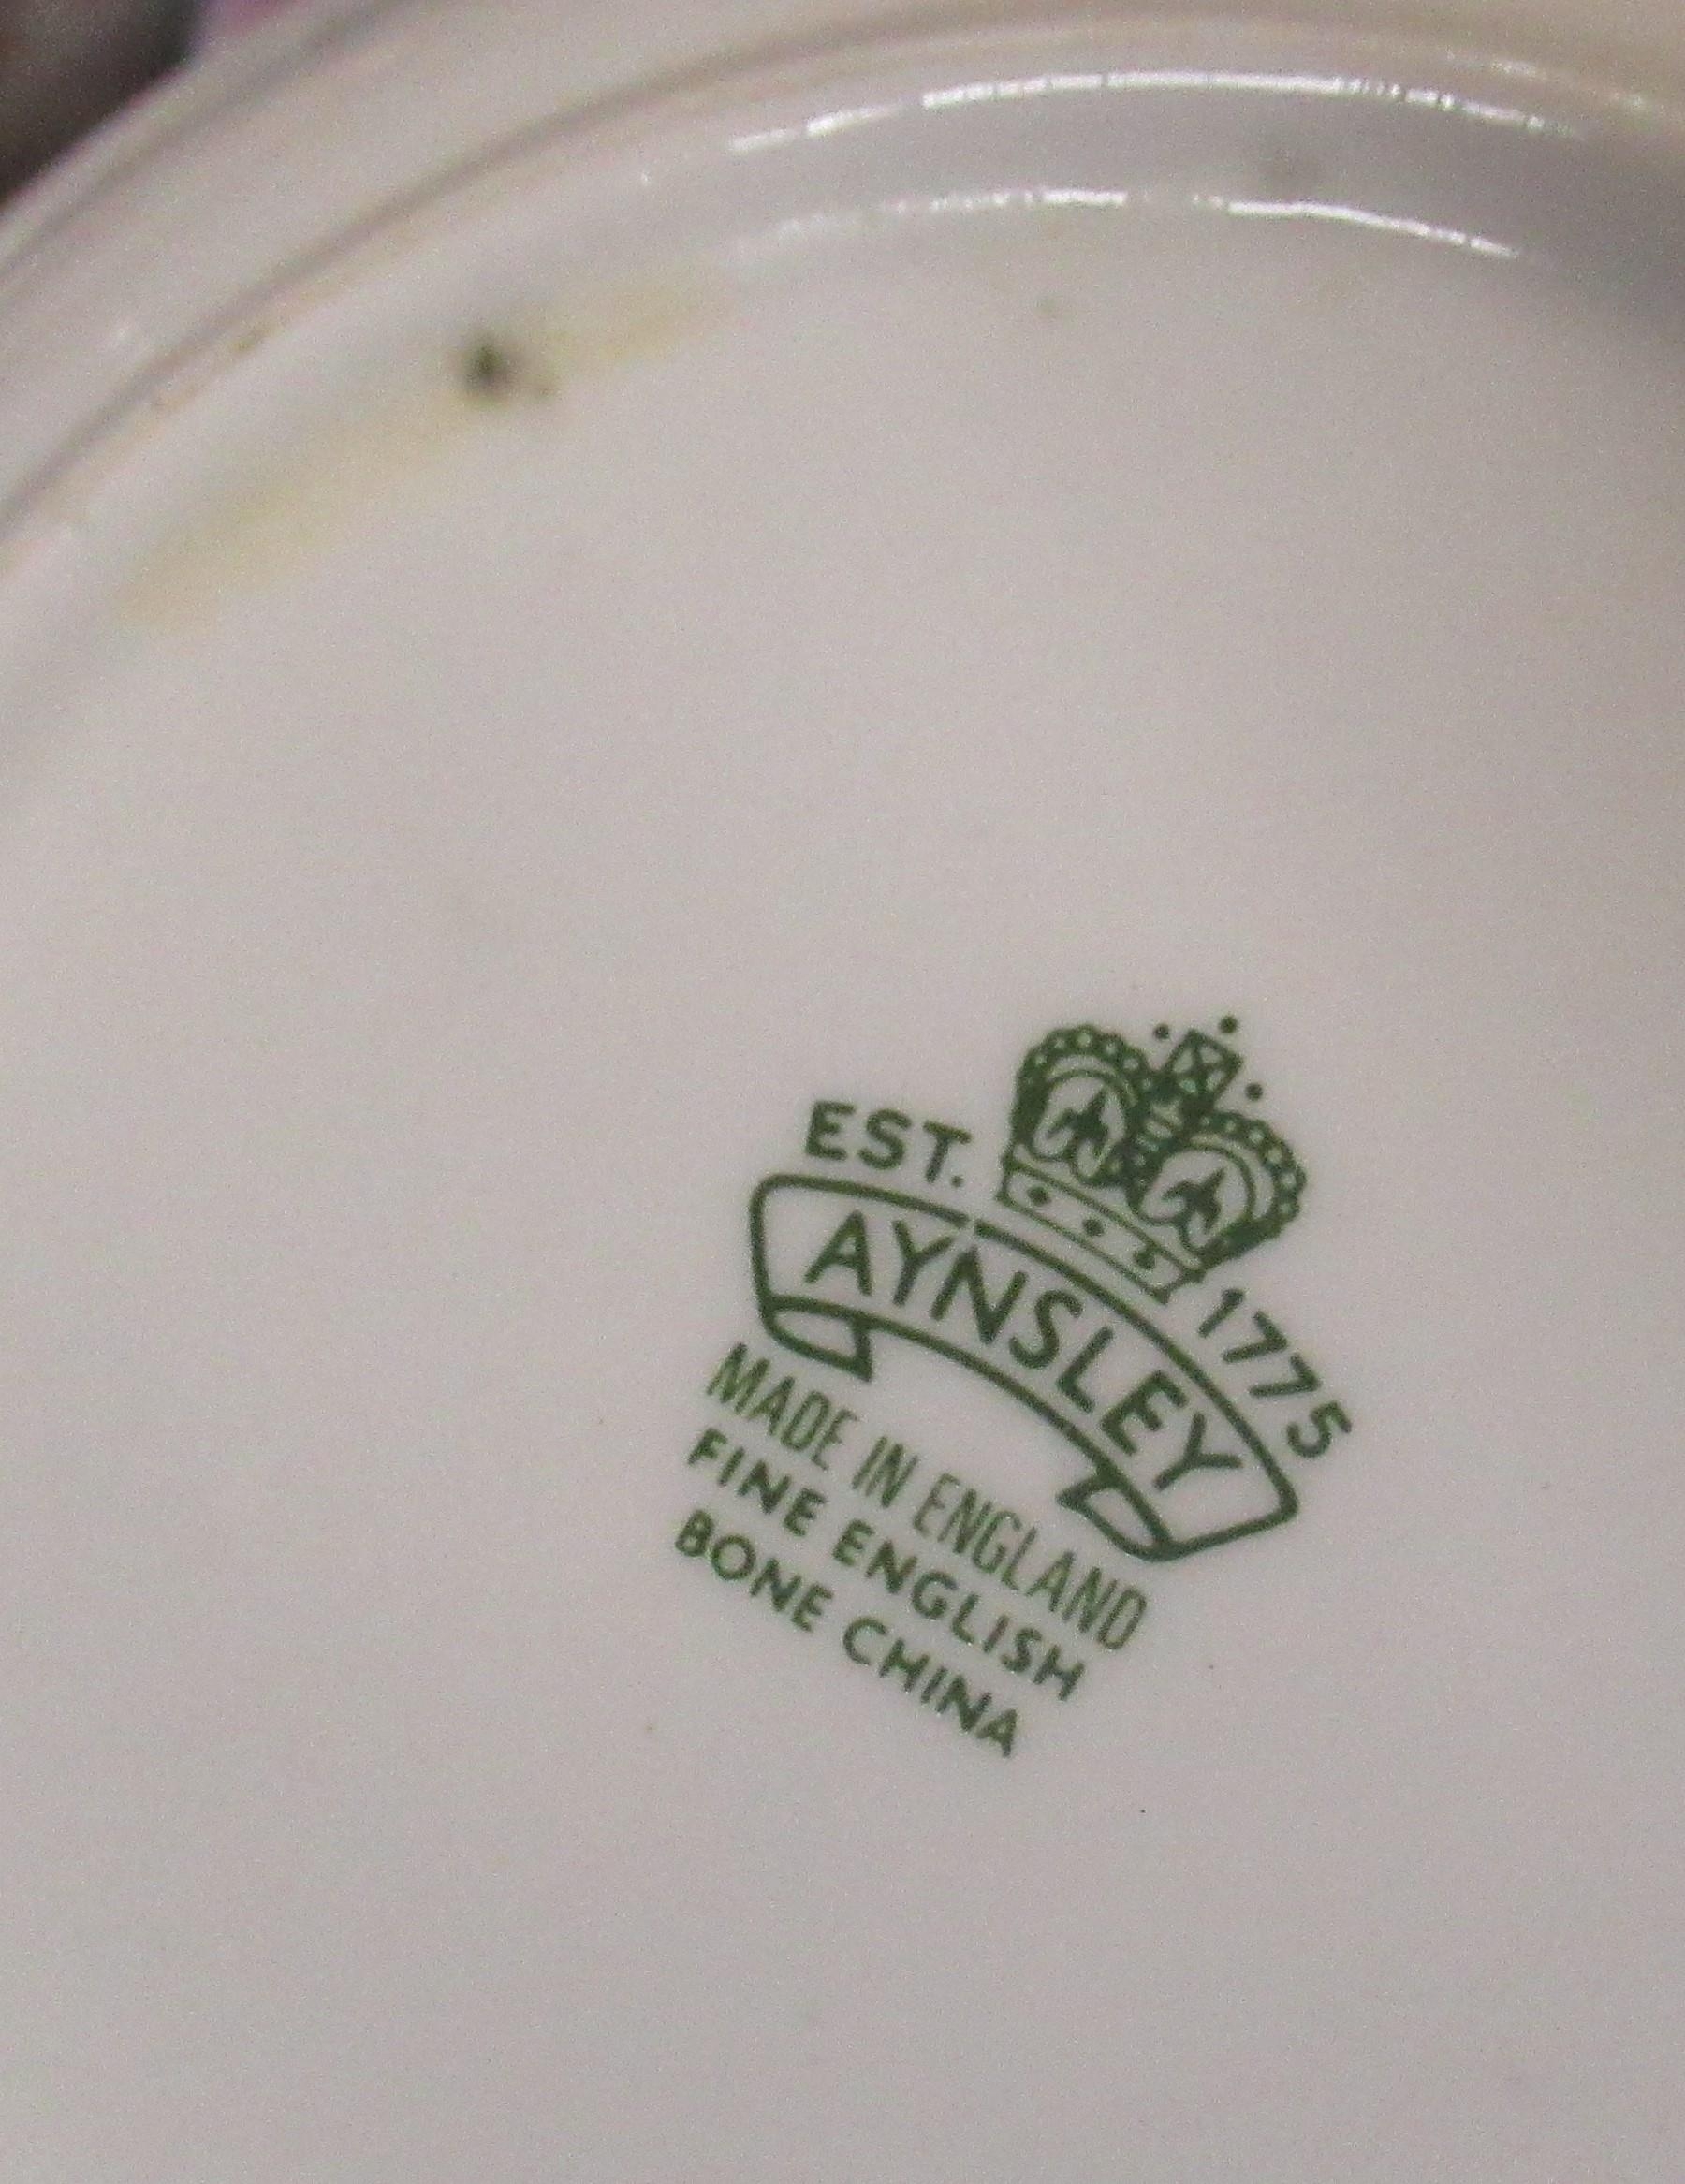 EST. 1775
AYNSLEY
MADE IN ENGLAND
FINE ENGLISH
BONE CHINA